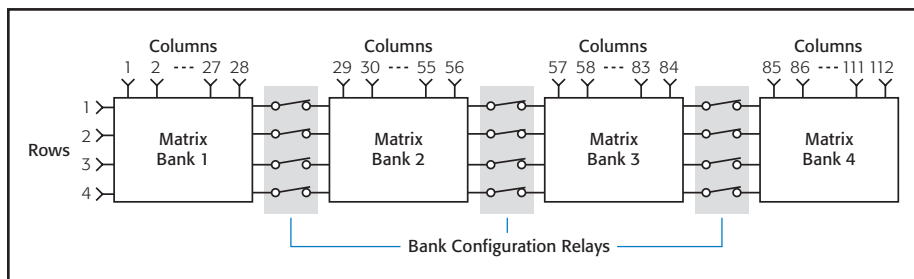 Columns Columns Columns Columns
1 2 --- 27 28 29 30 --- 55 56 57 58 --- 83 84 85 86 --- 111 112
1
2
Rows
3
4
Matrix Bank 1
Matrix Bank 2
Matrix Bank 3
Matrix Bank 4
Bank Configuration Relays